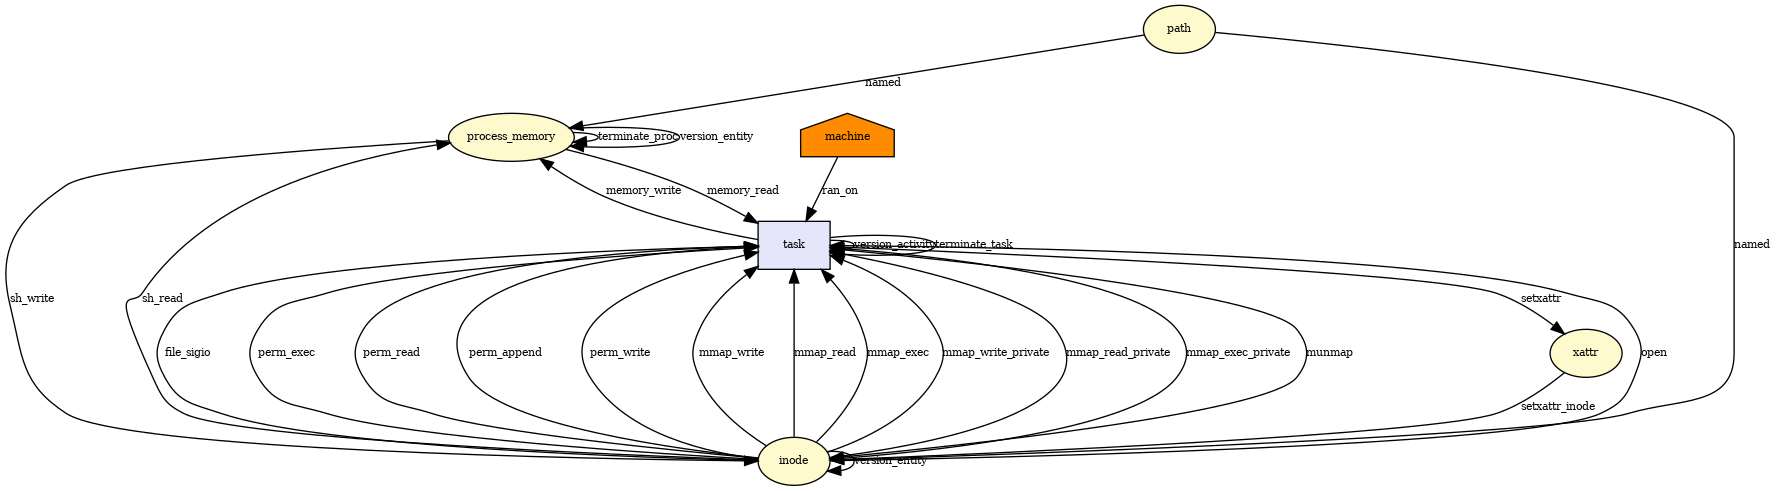 path
named
process_memory
terminate_proc
version_entity
machine
memory_write
memory_read
ran_on
task
version_activity
terminate_task
named
sh_write
sh_read
setxattr
file_sigio
perm_exec
perm_read
perm_append
perm_write
mmap_write
mmap_read
mmap_exec
mmap_write_private
mmap_read_private
mmap_exec_private
munmap
xattr
open
setxattr_inode
inode
version_entity